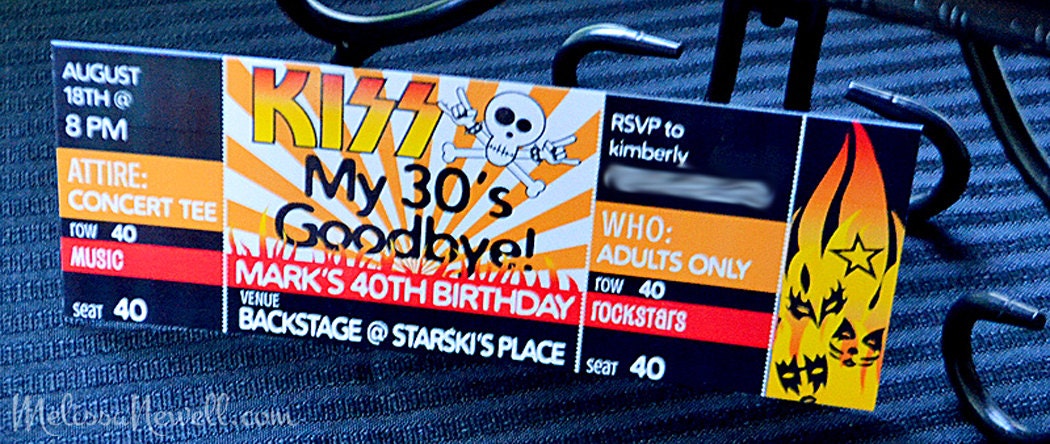 AUGUST
18TH @
8 PM
ATTIRE:
CONCERT TEE
row 40
MUSIC
seat 40
KISS
My 30's
Goodbye!
MARK'S 40TH BIRTHDAY
VENUE
BACKSTAGE @ STARSKI'S PLACE
RSVP to
kimberly
WHO:
ADULTS ONLY
row 40
rockstars
seat 40
MelissaNewell.com